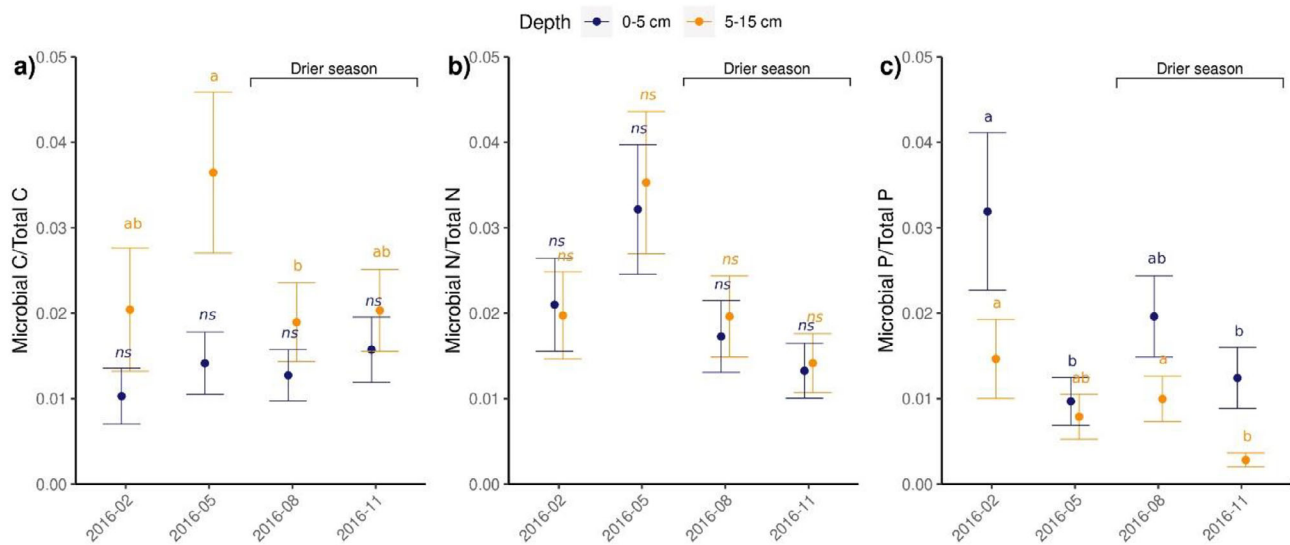 Depth 0-5 cm 5-15 cm
a)
Microbial C/Total C
0.05
0.04
0.03
0.02
0.01
0.00
Drier season
a
ab
b
ab
ns
ns
ns
ns
2016-02
2016-05
2016-08
2016-11
b)
Microbial N/Total N
Drier season
ns
ns
ns
ns
ns
ns
ns
ns
2016-02
2016-05
2016-08
2016-11
c)
Microbial P/Total P
0.05
0.04
0.03
0.02
0.01
0.00
Drier season
a
a
b
ab
ab
a
b
b
2016-02
2016-05
2016-08
2016-11
0.05
0.04
0.03
0.02
0.01
0.00